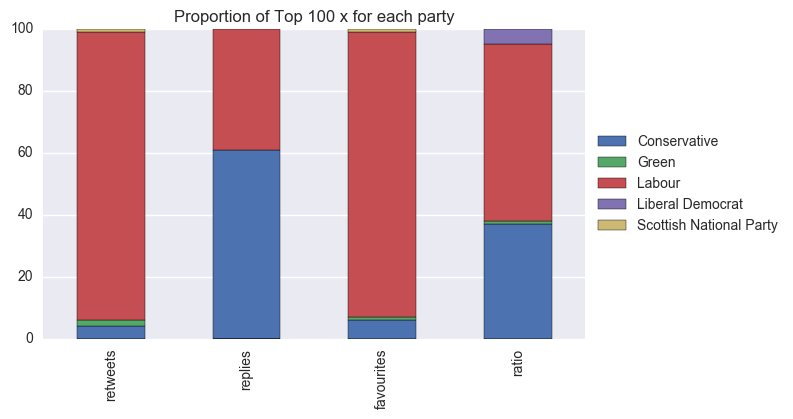 Proportion of Top 100 x for each party
100
80
60
40
20
0
retweets
replies
favourites
ratio
Conservative
Green
Labour
Liberal Democrat
Scottish National Party